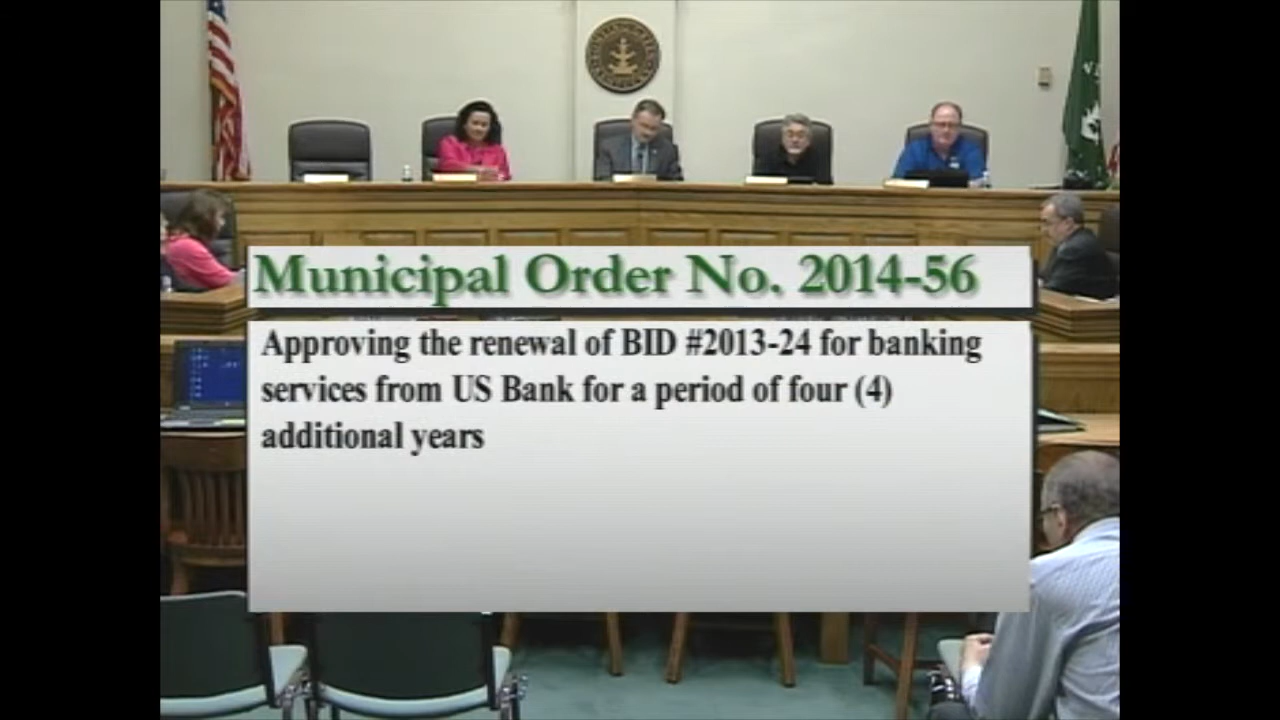 Municipal Order No. 2014-56
Approving the renewal of BID #2013-24 for banking
services from US Bank for a period of four (4)
additional years